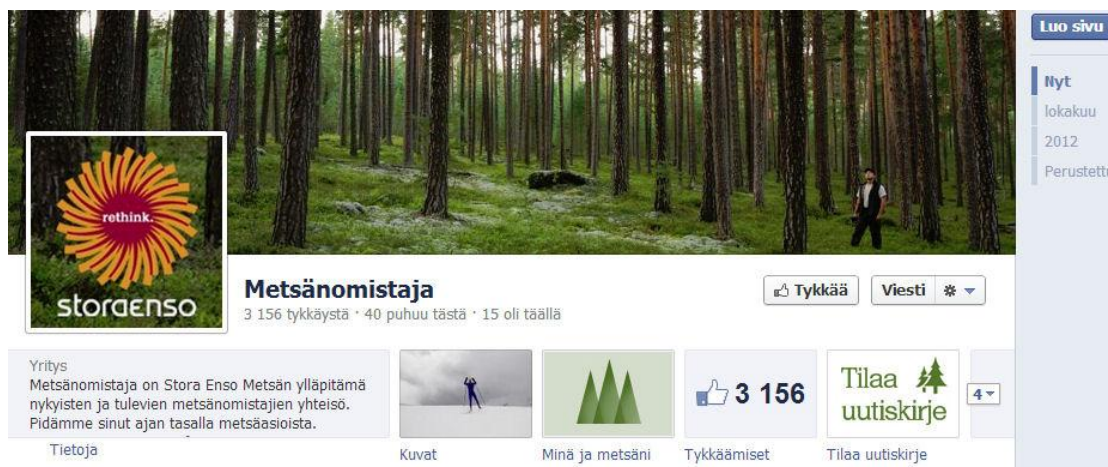 Luo sivu
Nyt
lokakuu
2012
Perustettu
rethink.
storaenso
Metsänomistaja
3 156 tykkäystä · 40 puhuu tästä · 15 oli täällä
Tykkää
Viesti
Yritys
Metsänomistaja on Stora Enso Metsän ylläpitämä
nykyisten ja tulevien metsänomistajien yhteisö.
Pidämme sinut ajan tasalla metsäasioista.
Tietoja
Kuvat
Minä ja metsäni
3 156
Tykkäämiset
Tilaa
uutiskirje
Tilaa uutiskirje
4